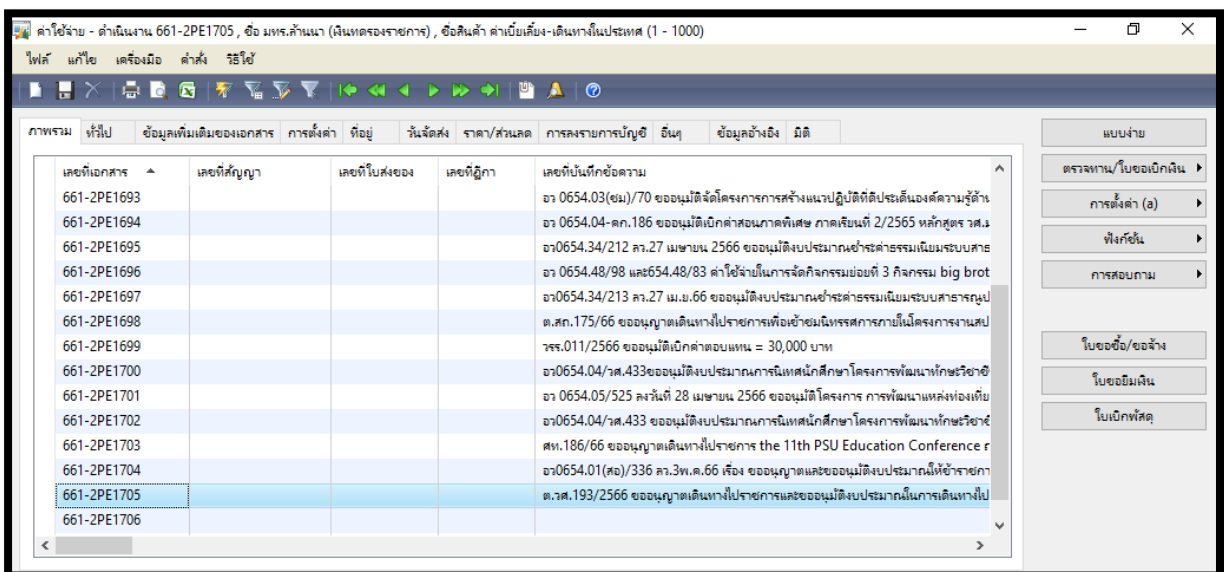 ค่าใช้จ่าย - ดำเนินงาน 661-2PE1705 , ชื่อ มทร.ล้านนา (เงินทดรองราชการ) , ชื่อสินค้า ค่าเบี้ยเลี้ยง-เดินทางในประเทศ (1 - 1000)
ไฟล์ แก้ไข เครื่องมือ คำสั่ง วิธีใช้
ภาพรวม ทั่วไป ข้อมูลเพิ่มเติมของเอกสาร การตั้งค่า ที่อยู่ วันจัดส่ง ราคา/ส่วนลด การลงรายการบัญชี อื่นๆ ข้อมูลอ้างอิง มิติ
เลขที่เอกสาร เลขที่สัญญา เลขที่ใบส่งของ เลขที่ฎีกา เลขที่บันทึกข้อความ
661-2PE1693 อว 0654.03(ชม)/70 ขออนุมัติจัดโครงการการสร้างแนวปฏิบัติที่ดีประเด็นองค์ความรู้ด้าน
661-2PE1694 อว 0654.04-ดก.186 ขออนุมัติเบิกค่าสอนภาคพิเศษ ภาคเรียนที่ 2/2565 หลักสูตร วศ.ม
661-2PE1695 อว0654.34/212 ลว.27 เมษายน 2566 ขออนุมัติงบประมาณชำระค่าธรรมเนียมระบบสาธ
661-2PE1696 อว 0654.48/98 และ654.48/83 ค่าใช้จ่ายในการจัดกิจกรรมย่อยที่ 3 กิจกรรม big brot
661-2PE1697 อว0654.34/213 ลว.27 เม.ย.66 ขออนุมัติงบประมาณชำระค่าธรรมเนียมระบบสาธารณูป
661-2PE1698 ต.สถ.175/66 ขออนุญาตเดินทางไปราชการเพื่อเข้าชมนิทรรศการภายในโครงการงานสป
661-2PE1699 วรร.011/2566 ขออนุมัติเบิกค่าตอบแทน = 30,000 บาท
661-2PE1700 อว0654.04/วศ.433ขออนุมัติงบประมาณการนิเทศนักศึกษาโครงการพัฒนาทักษะวิชาชี
661-2PE1701 อว 0654.05/525 ลงวันที่ 28 เมษายน 2566 ขออนุมัติโครงการ การพัฒนาแหล่งท่องเที่ย
661-2PE1702 อว0654.04/วศ.433 ขออนุมัติงบประมาณการนิเทศนักศึกษาโครงการพัฒนาทักษะวิชาชี
661-2PE1703 ศท.186/66 ขออนุญาตเดินทางไปราชการ the 11th PSU Education Conference
661-2PE1704 อว0654.01(สอ)/336 ลว.3พ.ค.66 เรื่อง ขออนุญาตและขออนุมัติงบประมาณให้ข้าราชกา
661-2PE1705 ต.วศ.193/2566 ขออนุญาตเดินทางไปราชการและขออนุมัติงบประมาณในการเดินทางไป
661-2PE1706
แบบง่าย
ตรวจทาน/ใบขอเบิกเงิน
การตั้งค่า (a)
ฟังก์ชั่น
การสอบถาม
ใบขอซื้อ/ขอจ้าง
ใบขอยืมเงิน
ใบเบิกพัสดุ